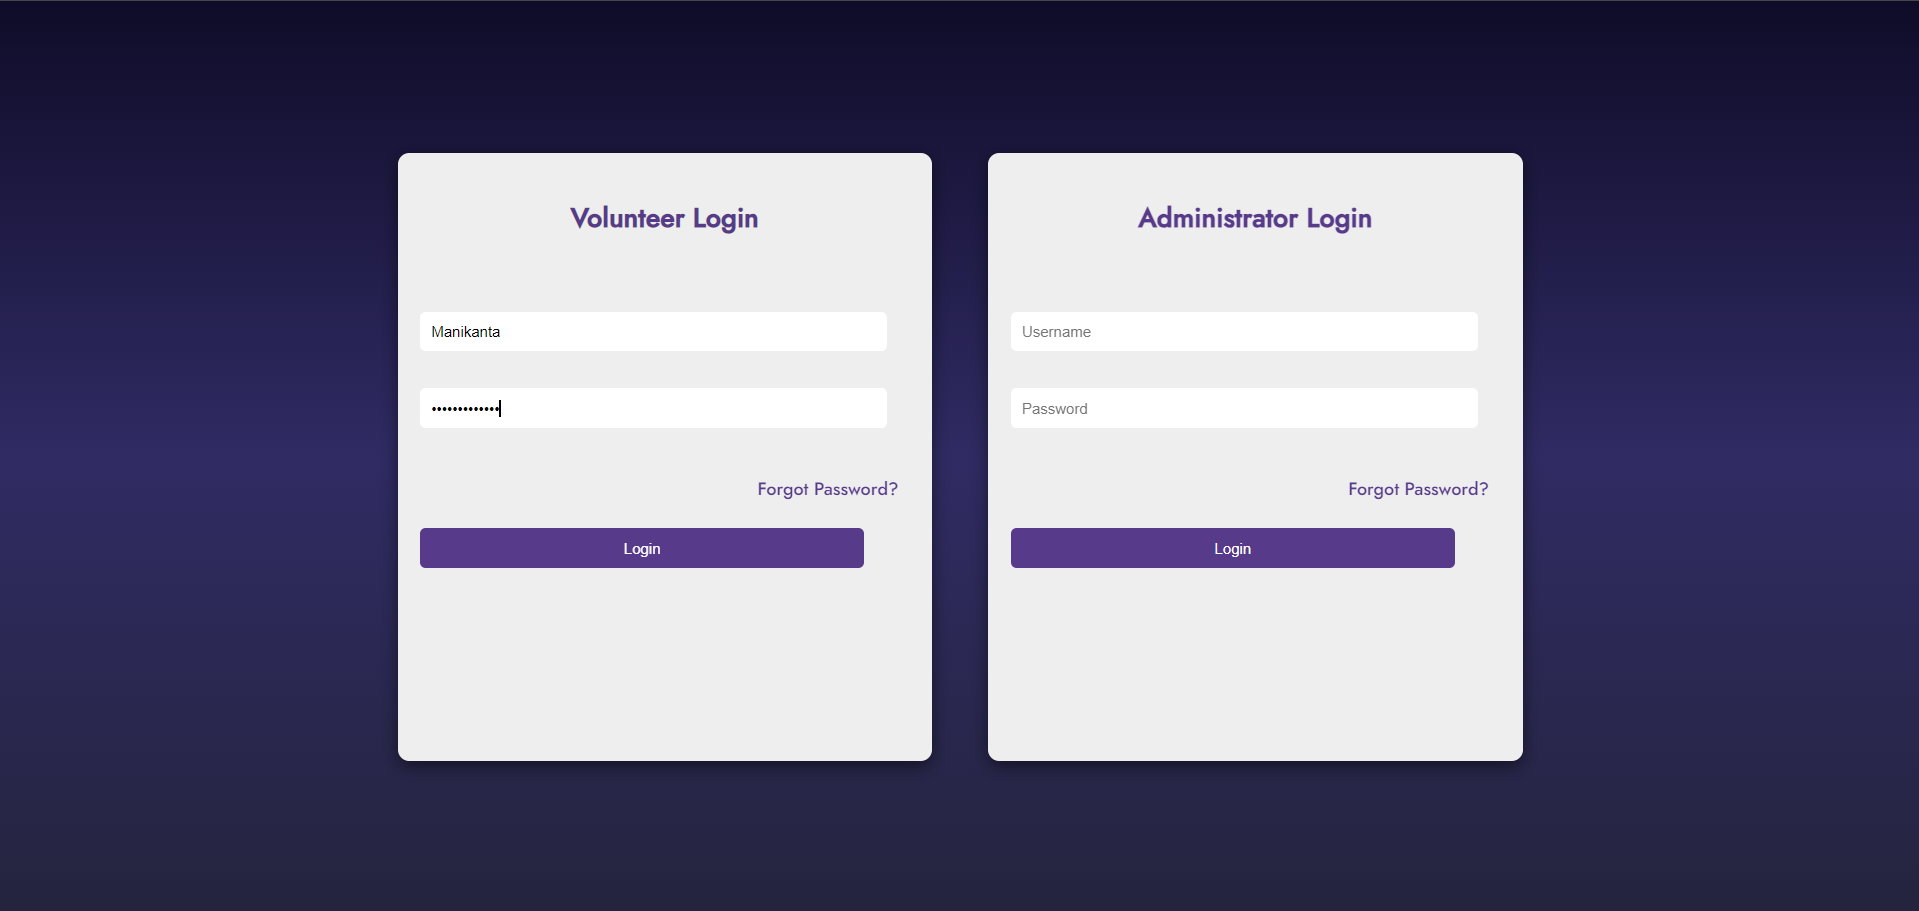 Volunteer Login
Manikanta
•••••••••••••
Forgot Password?
Login
Administrator Login
Username
Password
Forgot Password?
Login